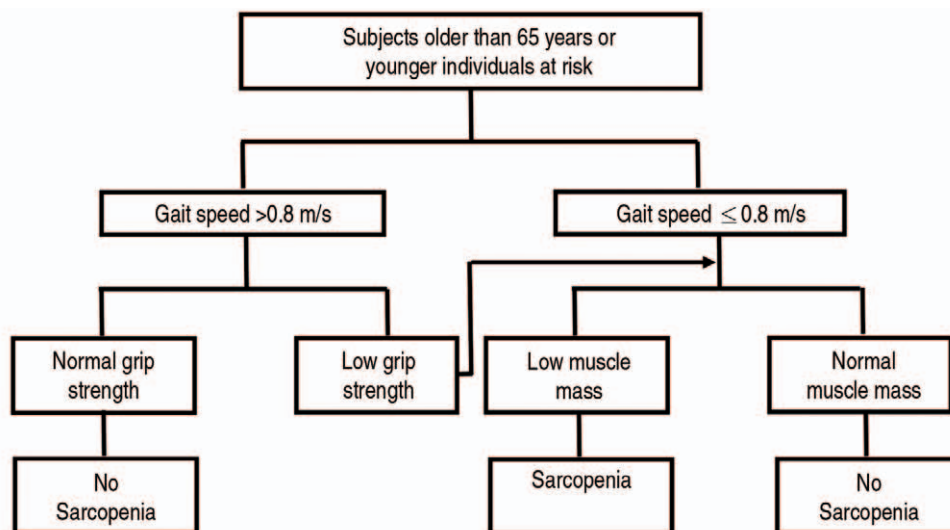 Subjects older than 65 years or
younger individuals at risk
Gait speed >0.8 m/s
Gait speed ≤ 0.8 m/s
Normal grip
strength
Low grip
strength
Low muscle
mass
Normal
muscle mass
No
Sarcopenia
Sarcopenia
No
Sarcopenia